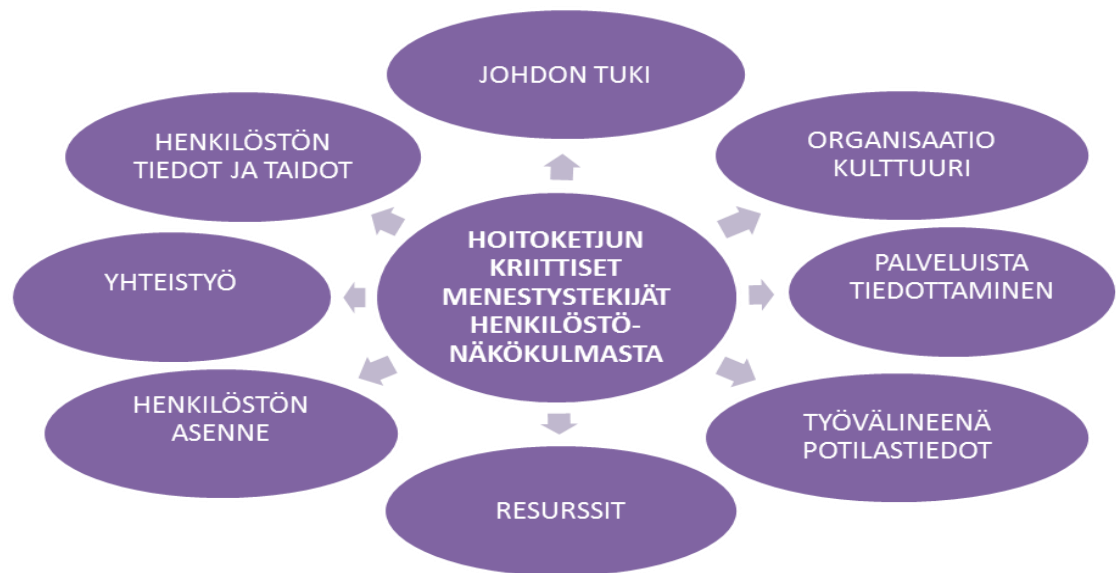 JOHDON TUKI
HENKILÖSTÖN
TIEDOT JA TAIDOT
ORGANISAATIO
KULTTUURI
HOITOKETJUN
KRIITTISET
MENESTYSTEKIJÄT
HENKILÖSTÖ-
NÄKÖKULMASTA
YHTEISTYÖ
PALVELUISTA
TIEDOTTAMINEN
HENKILÖSTÖN
ASENNE
TYÖVÄLINEENÄ
POTILASTIEDOT
RESURSSIT